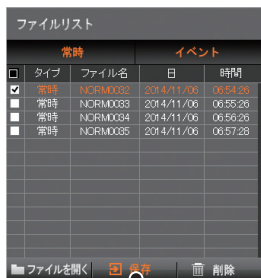 ファイルリスト
常時 イベント
タイプ ファイル名 日 時間
常時 NORM0032 2014/11/06 06:54:26
常時 NORM0033 2014/11/06 06:55:26
常時 NORM0034 2014/11/06 06:56:26
常時 NORM0035 2014/11/06 06:57:28
ファイルを開く 保存 削除